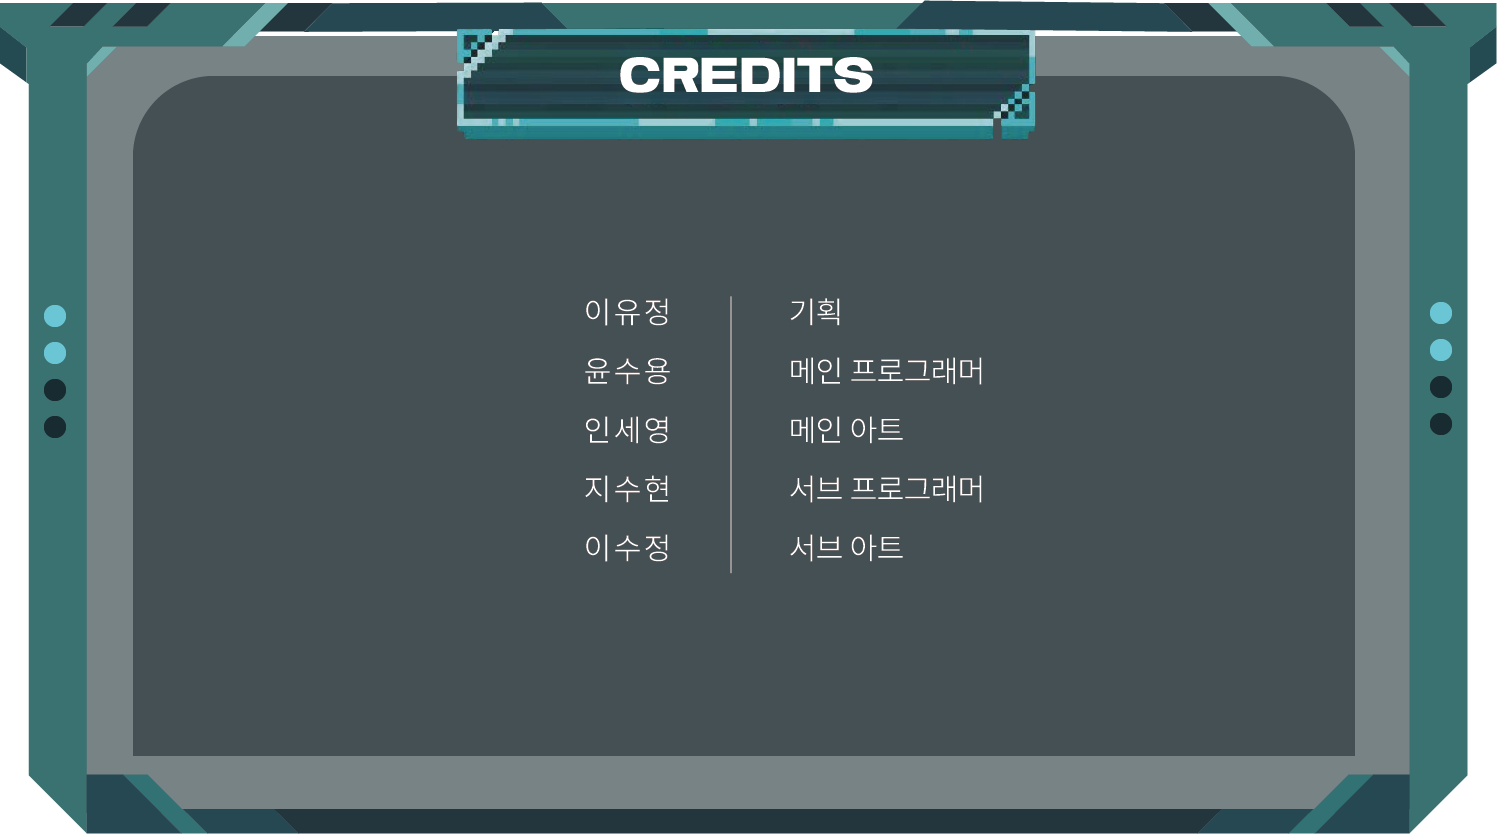 CREDITS
이유정 기획
윤수용 메인 프로그래머
인세영 메인 아트
지수현 서브 프로그래머
이수정 서브 아트